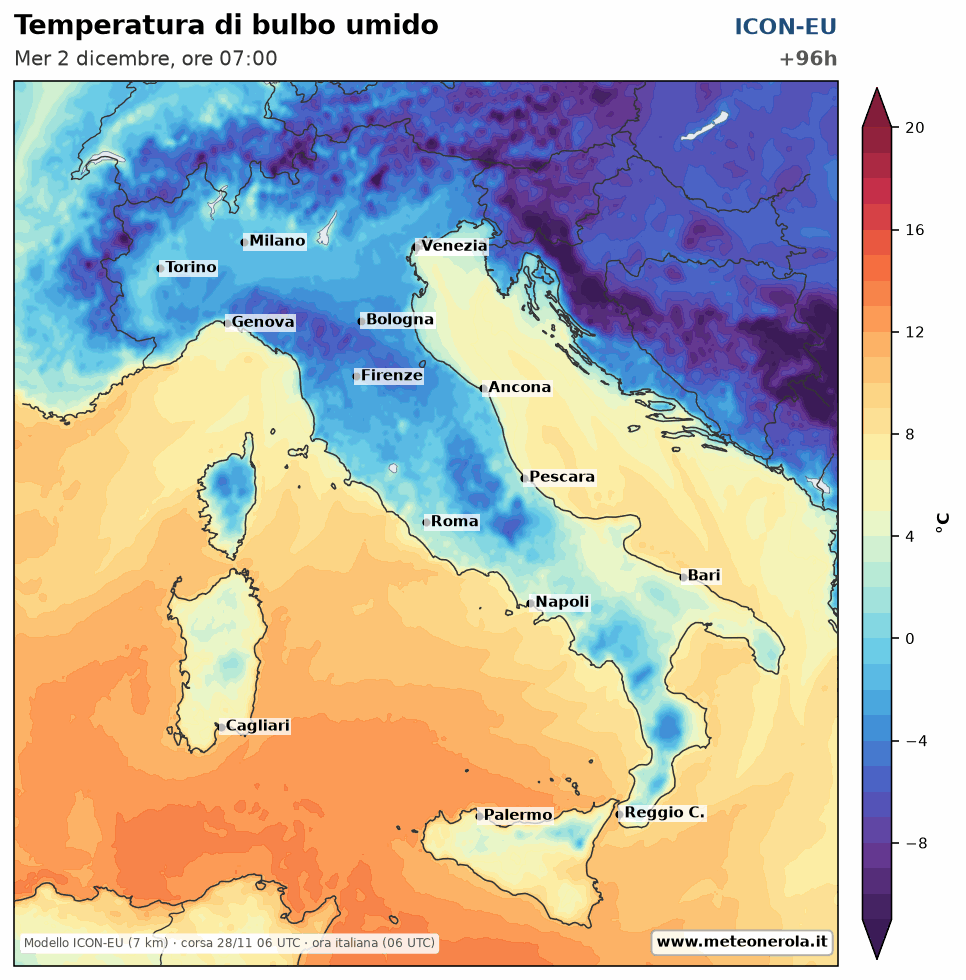 Temperatura di bulbo umido
ICON-EU
Mer 2 dicembre, ore 07:00
+96h
20
16
12
8
4
0
−4
−8
°C
Milano
Venezia
Torino
Genova
Bologna
Firenze
Ancona
Pescara
Roma
Bari
Napoli
Cagliari
Palermo
Reggio C.
Modello ICON-EU (7 km) · corsa 28/11 06 UTC · ora italiana (06 UTC)
www.meteonerola.it